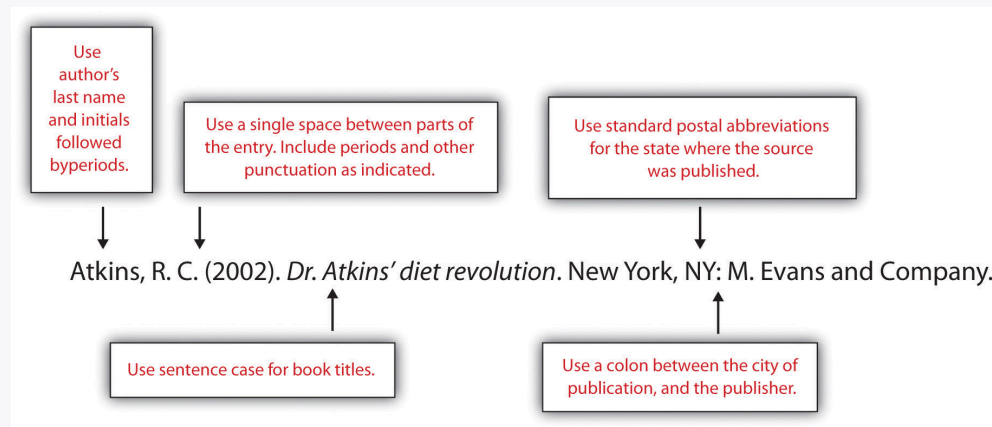 Use
author’s
last name
and initials
followed
byperiods.
Use a single space between parts of
the entry. Include periods and other
punctuation as indicated.
Use standard postal abbreviations
for the state where the source
was published.
Atkins, R. C. (2002). Dr. Atkins’ diet revolution. New York, NY: M. Evans and Company.
Use sentence case for book titles.
Use a colon between the city of
publication, and the publisher.